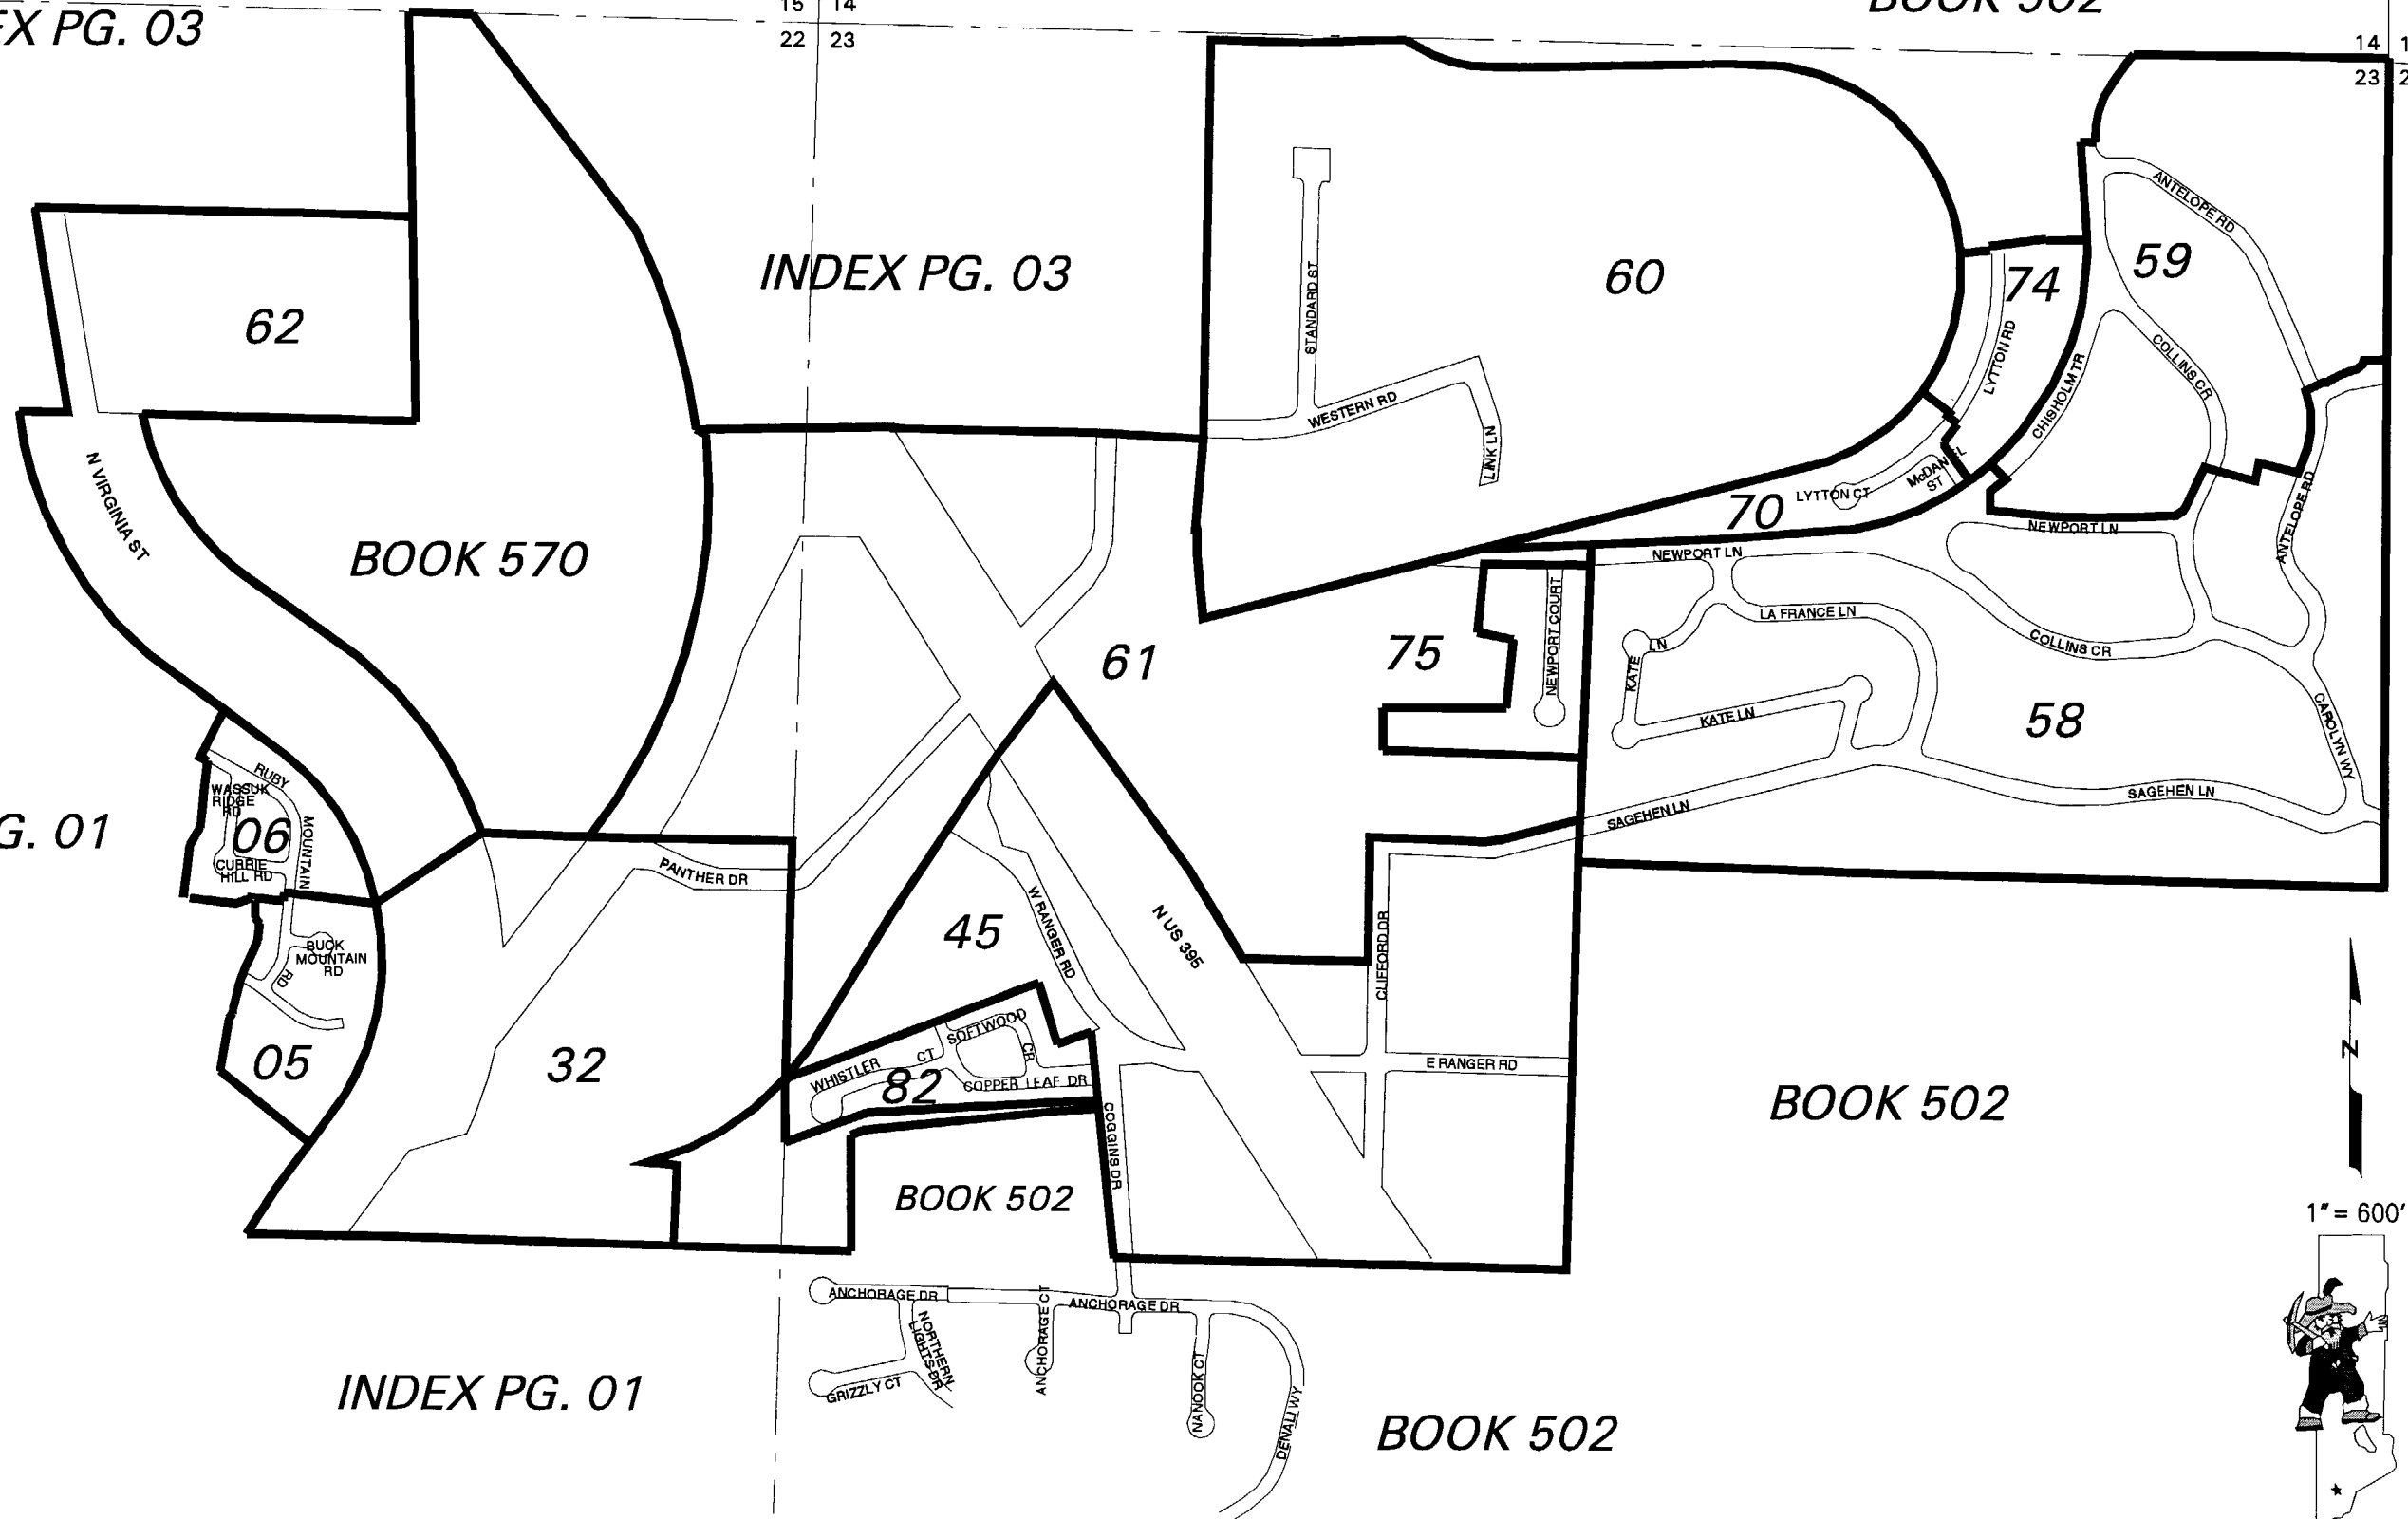 15 14
BOOK 502
EX PG. 03
22 23
14 1
23 2
ANTELOPE RD
59
INDEX PG. 03
60
74
STANDARD ST
62
LYTTON RD
COLLINS CR
CHISHOLM TR
WESTERN RD
LINK LN
N VIRGINIA ST
McDANIEL
ST
LYTTON CT
70
ANTELOPE RD
NEWPORT LN
BOOK 570
NEWPORT LN
NEWPORT COURT
LA FRANCE LN
61
75
KATE LN
COLLINS CR
KATE LN
58
CAROLYN WY
RUBY
MOUNTAIN
RD
WASSUK
RIDGE
RD
SAGEHEN LN
SAGEHEN LN
G. 01
06
CURRIE
HILL RD
PANTHER DR
45
W RANGER RD
N US 395
CLIFFORD DR
BUCK
MOUNTAIN
RD
SOFTWOOD
CR
WHISTLER CT
E RANGER RD
N
05
32
82
COPPER LEAF DR
BOOK 502
COGGINS DR
BOOK 502
1" = 600'
ANCHORAGE DR
ANCHORAGE DR
ANCHORAGE CT
NORTHERN
LIGHTS DR
GRIZZLY CT
NANOOK CT
DENALI WY
INDEX PG. 01
BOOK 502